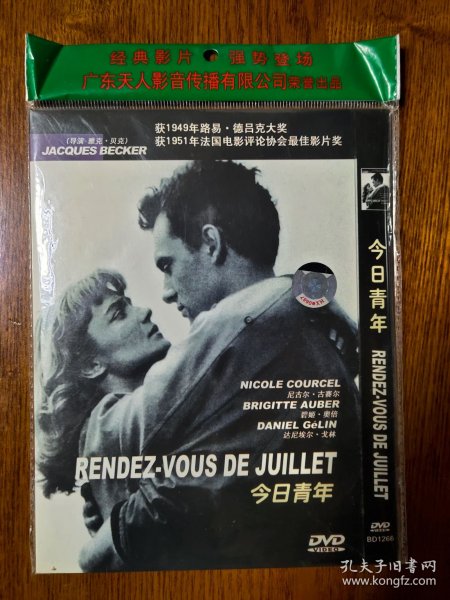 经典影片·强势登场
广东天人影音传播有限公司荣誉出品
(导演·雅克·贝克)
JACQUES BECKER
获1949年路易·德吕克大奖
获1951年法国电影评论协会最佳影片奖
NICOLE COURCEL
尼古尔·古赛尔
BRIGITTE AUBER
碧姬·奥倍
DANIEL GéLIN
达尼埃尔·戈林
RENDEZ-VOUS DE JUILLET
今日青年
DVD
VIDEO
今日青年
RENDEZ-VOUS DE JUILLET
DVD
VIDEO
BD1266
孔夫子旧书网
www.kongfz.com